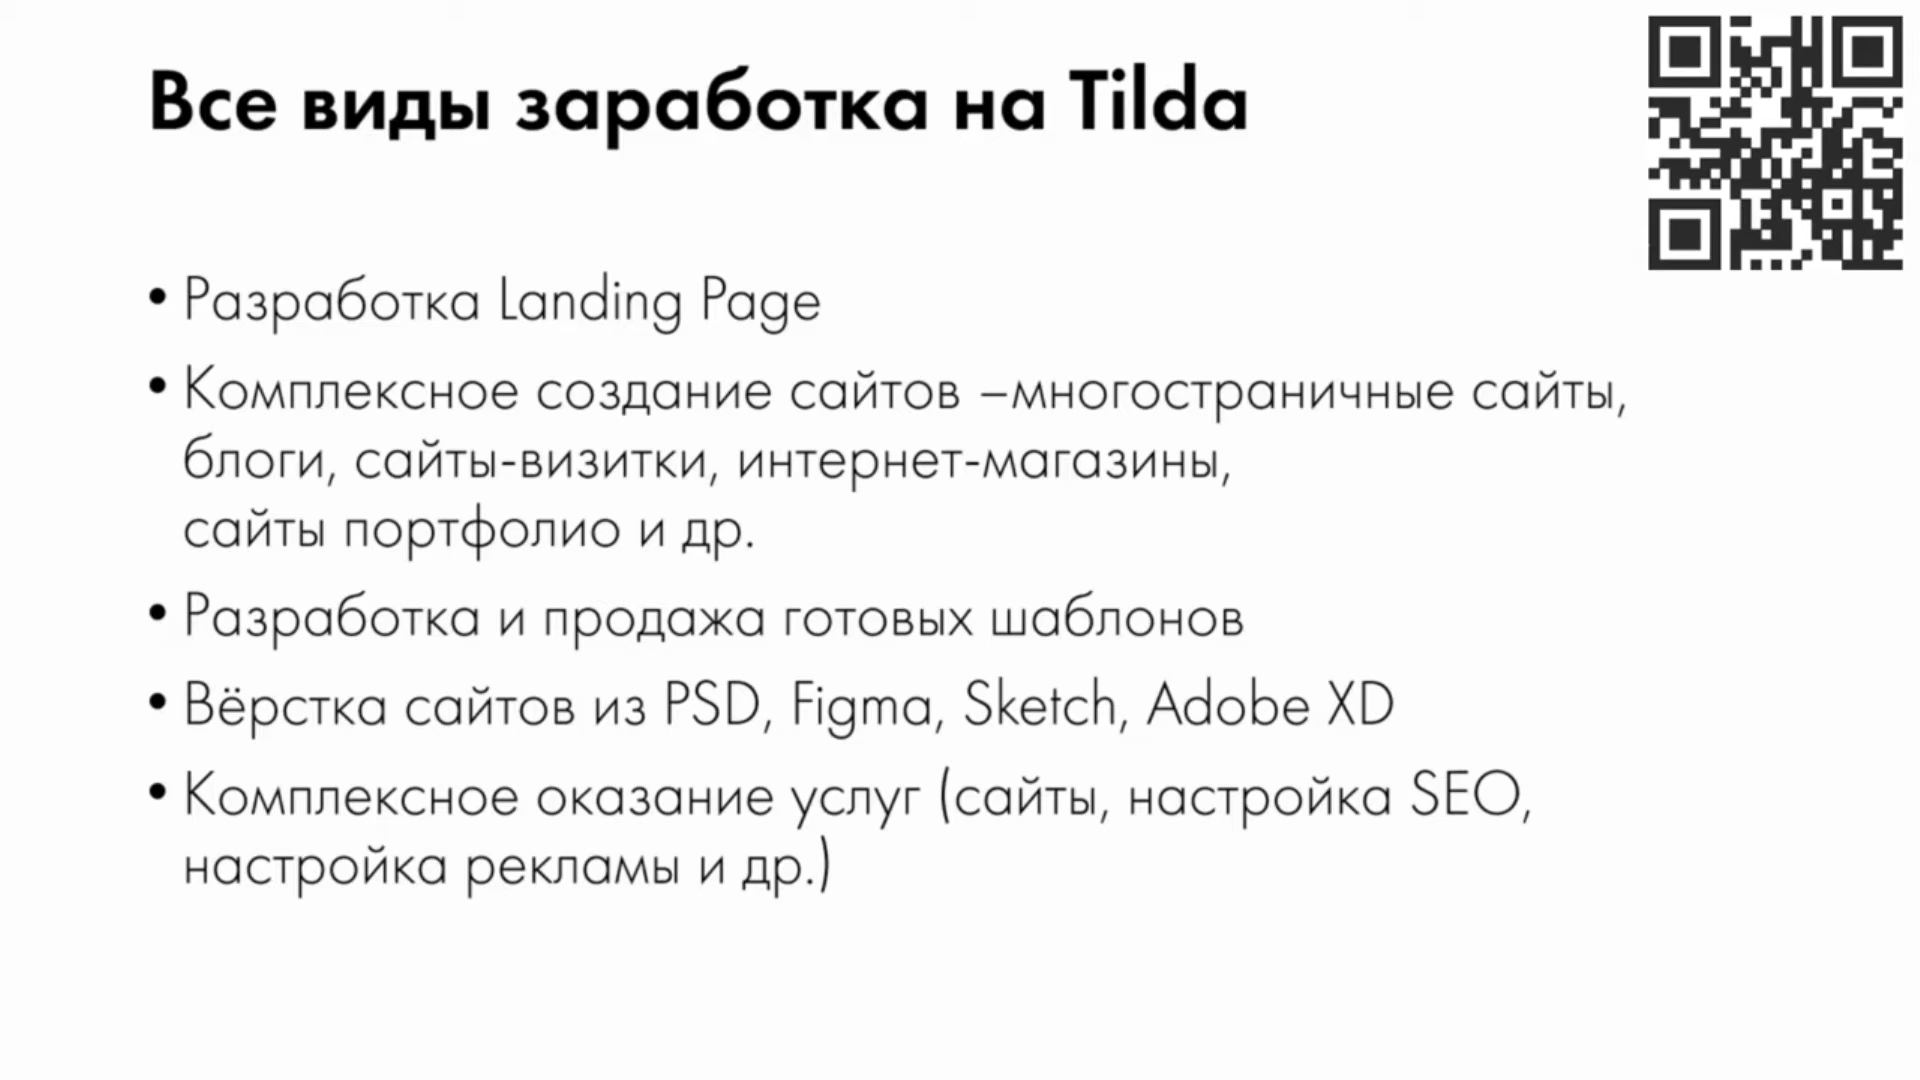 Все виды заработка на Tilda
• Разработка Landing Page
• Комплексное создание сайтов –многостраничные сайты,
блоги, сайты-визитки, интернет-магазины,
сайты портфолио и др.
• Разработка и продажа готовых шаблонов
• Вёрстка сайтов из PSD, Figma, Sketch, Adobe XD
• Комплексное оказание услуг (сайты, настройка SEO,
настройка рекламы и др.)